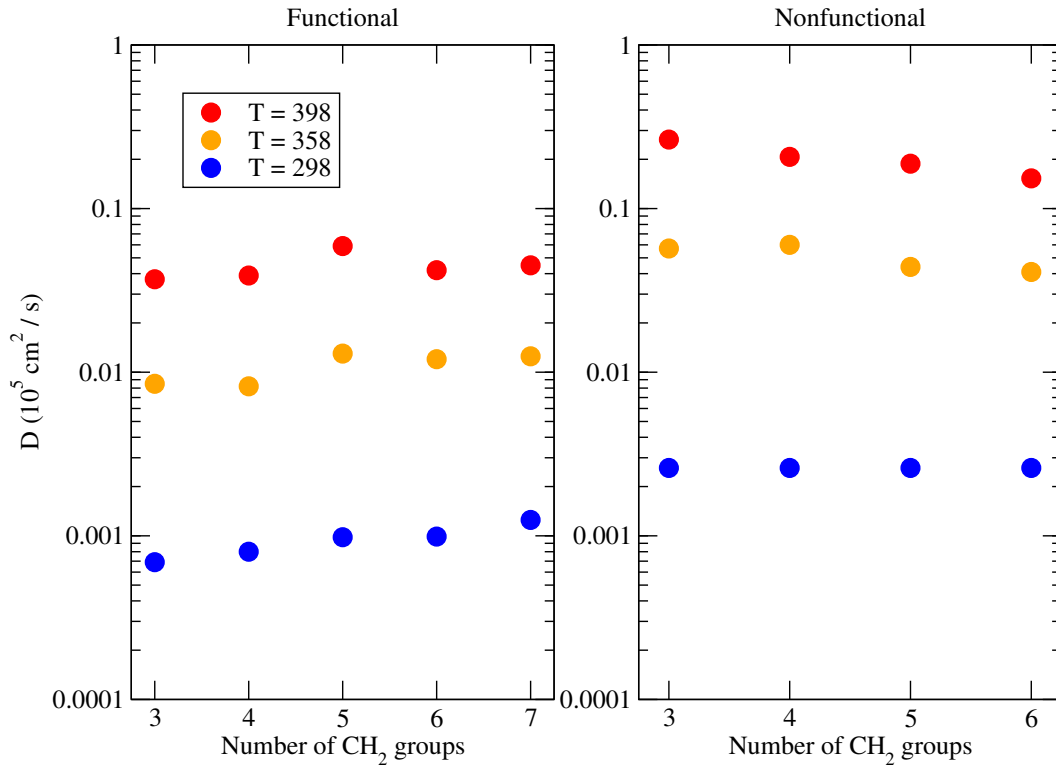 Functional
Nonfunctional
1
0.1
0.01
0.001
0.0001
D (10^5 cm^2 / s)
T = 398
T = 358
T = 298
3 4 5 6 7
Number of CH_2 groups
1
0.1
0.01
0.001
0.0001
3 4 5 6
Number of CH_2 groups